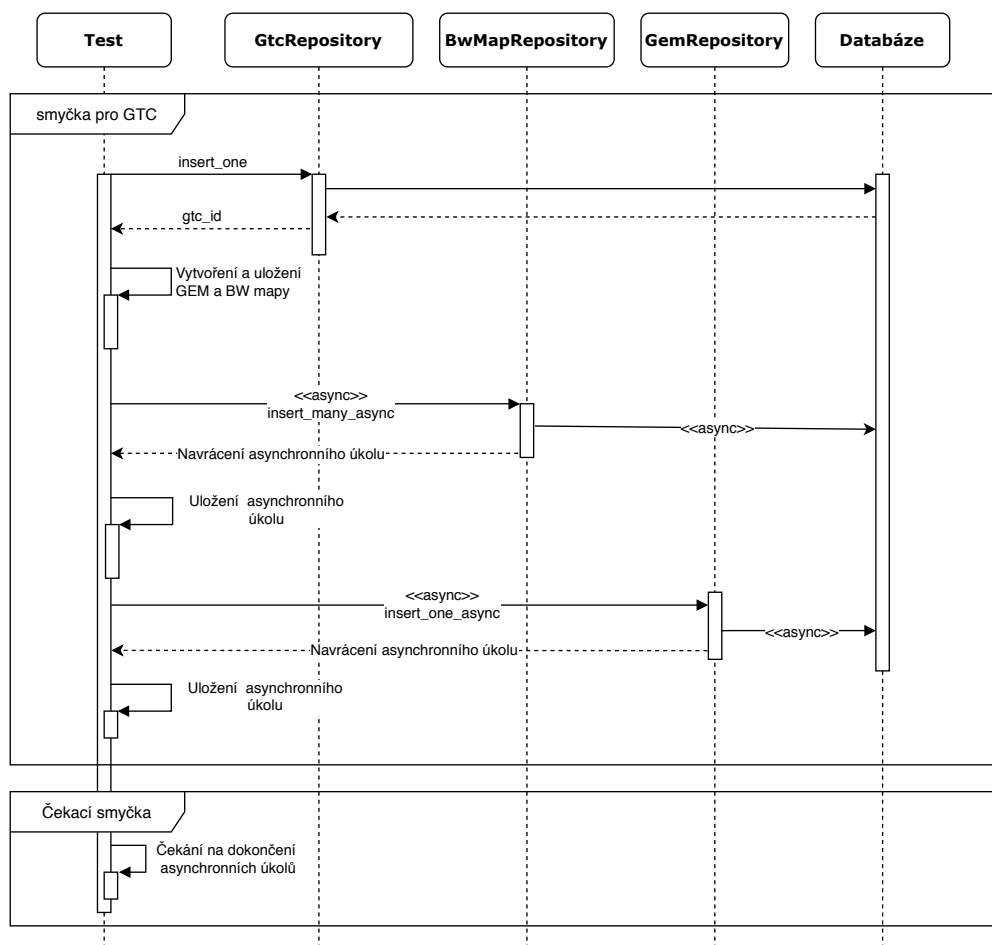 Test
GtcRepository
BwMapRepository
GemRepository
Databáze
smyčka pro GTC
insert_one
gtc_id
Vytvoření a uložení
GEM a BW mapy
<<async>>
insert_many_async
<<async>>
Navrácení asynchronního úkolu
Uložení asynchronního
úkolu
<<async>>
insert_one_async
<<async>>
Navrácení asynchronního úkolu
Uložení asynchronního
úkolu
Čekací smyčka
Čekání na dokončení
asynchronních úkolů